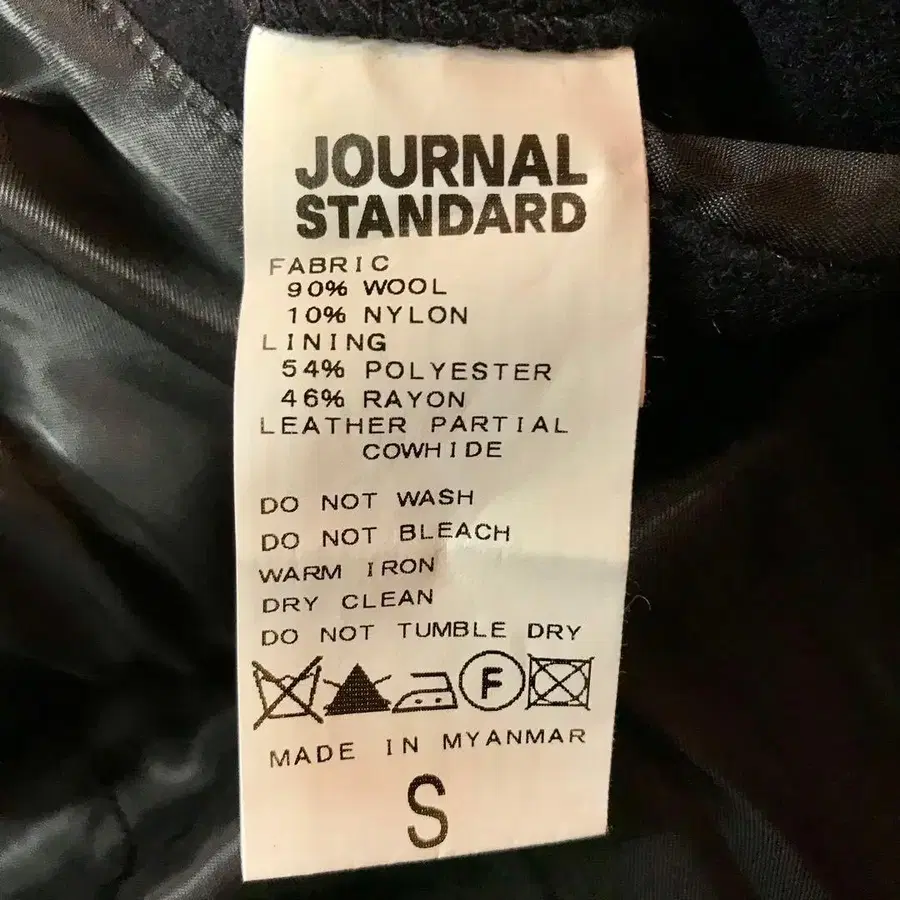 JOURNAL
STANDARD
FABRIC
90% WOOL
10% NYLON
LINING
54% POLYESTER
46% RAYON
LEATHER PARTIAL
COWHIDE
DO NOT WASH
DO NOT BLEACH
WARM IRON
DRY CLEAN
DO NOT TUMBLE DRY
F
MADE IN MYANMAR
S